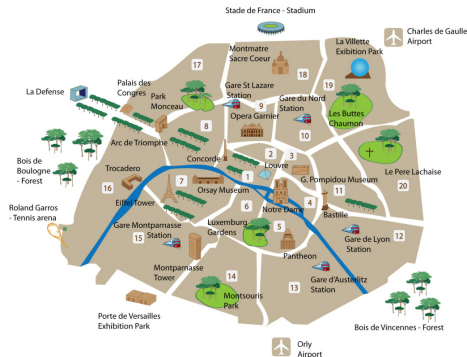 Stade de France - Stadium
Charles de Gaulle
Airport
La Villette
Exibition Park
Montmatre
Sacre Coeur
17
18
19
La Defense
Palais des
Congres
Park
Monceau
Gare St Lazare
Station
9
Gare du Nord
Station
Opera Garnier
Les Buttes
Chaumon
8
10
Arc de Triomphe
Bois de
Boulogne
- Forest
Concorde
2
3
Louvre
Trocadero
1
G. Pompidou Museum
Le Pere Lachaise
16
7
Orsay Museum
11
20
Eiffel Tower
6
Notre Dame
4
Bastille
Roland Garros
- Tennis arena
Gare Montparnasse
Station
15
Luxemburg
Gardens
5
12
Gare de Lyon
Station
Pantheon
Montparnasse
Tower
14
Gare d'Austerlitz
Station
13
Montsouris
Park
Porte de Versailles
Exhibition Park
Bois de Vincennes - Forest
Orly
Airport